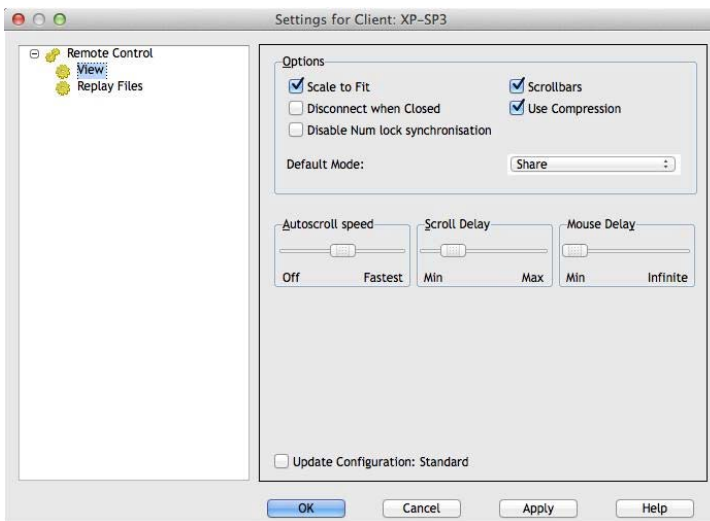 Settings for Client: XP-SP3
Remote Control
View
Replay Files
Options
Scale to Fit
Scrollbars
Disconnect when Closed
Use Compression
Disable Num lock synchronisation
Default Mode:
Share
Autoscroll speed
Scroll Delay
Mouse Delay
Off Fastest
Min Max
Min Infinite
Update Configuration: Standard
OK
Cancel
Apply
Help